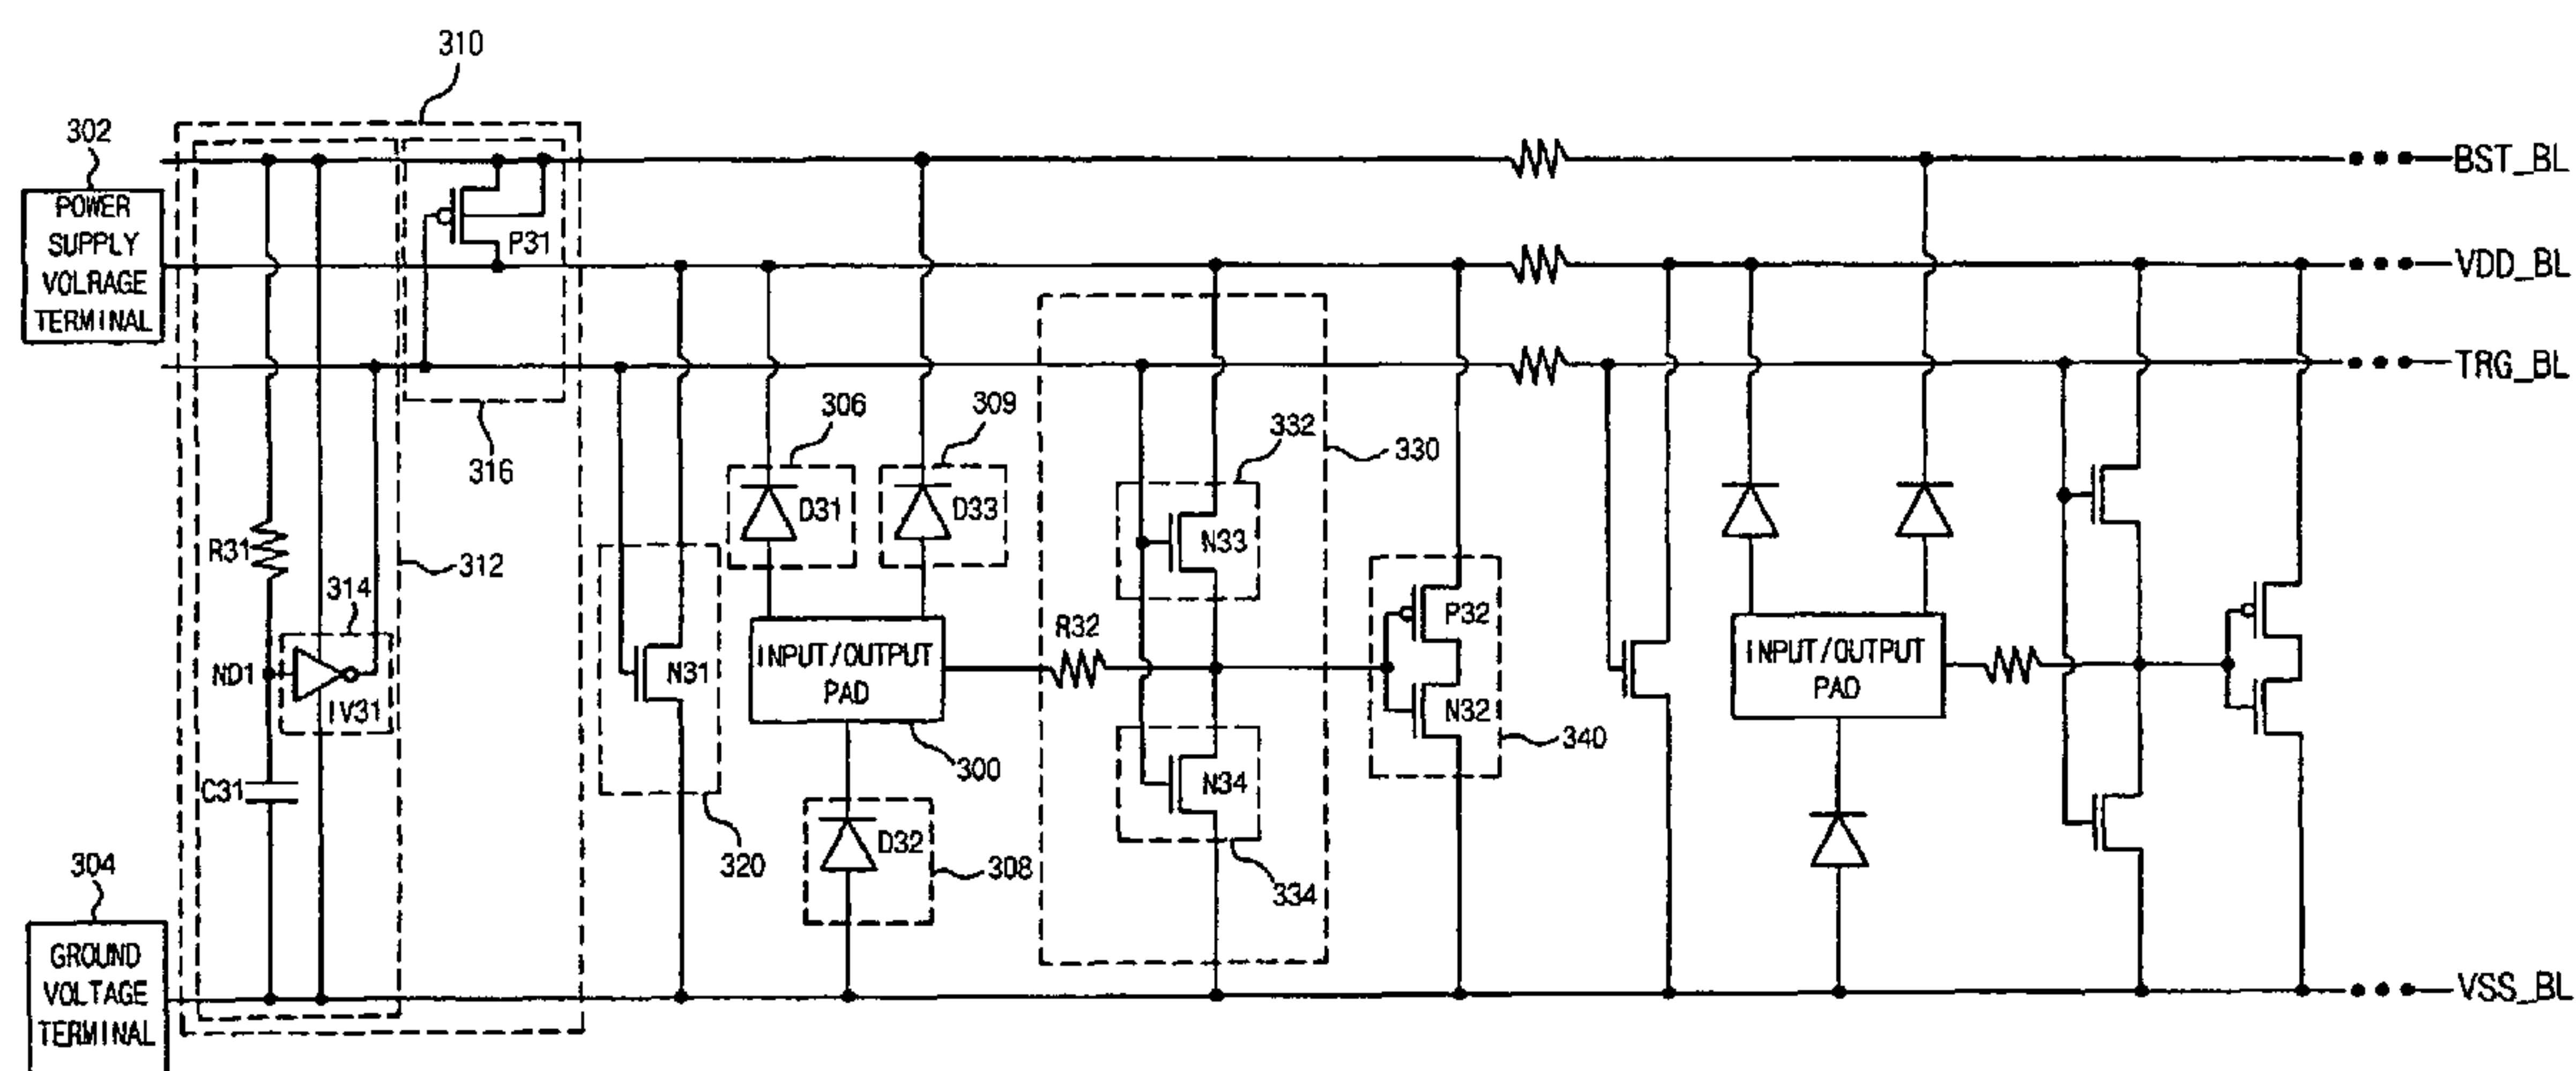 310
302
POWER
SUPPLY
VOLRAGE
TERMINAL
BST_BL
P31
VDD_BL
TRG_BL
316
306
309
332
330
D31
D33
N33
R31
312
314
ND1
IV31
N31
INPUT/OUTPUT
PAD
R32
P32
N32
INPUT/OUTPUT
PAD
340
300
C31
N34
320
D32
308
334
304
GROUND
VOLTAGE
TERMINAL
VSS_BL